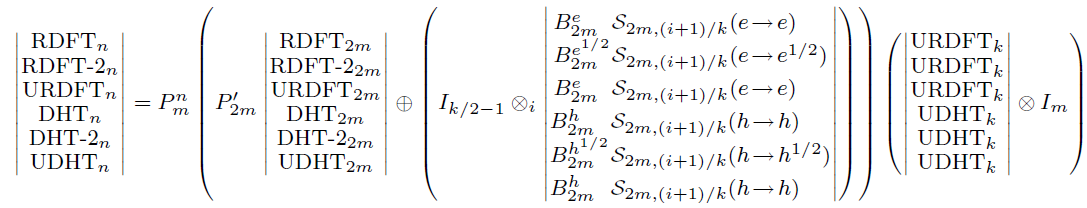 |RDFT_n| |RDFT_{2m}| |B^e_{2m} S_{2m,(i+1)/k}(e→e)| |URDFT_k|
|RDFT-2_n| |RDFT-2_{2m}| |B^{e^{1/2}}_{2m} S_{2m,(i+1)/k}(e→e^{1/2})| |URDFT_k|
|URDFT_n| = P^n_m ( P'_{2m} |URDFT_{2m}| ⊕ ( I_{k/2−1} ⊗_i |B^e_{2m} S_{2m,(i+1)/k}(e→e)| ) ) ( |URDFT_k| ⊗ I_m )
|DHT_n| |DHT_{2m}| |B^h_{2m} S_{2m,(i+1)/k}(h→h)| |UDHT_k|
|DHT-2_n| |DHT-2_{2m}| |B^{h^{1/2}}_{2m} S_{2m,(i+1)/k}(h→h^{1/2})| |UDHT_k|
|UDHT_n| |UDHT_{2m}| |B^h_{2m} S_{2m,(i+1)/k}(h→h)| |UDHT_k|